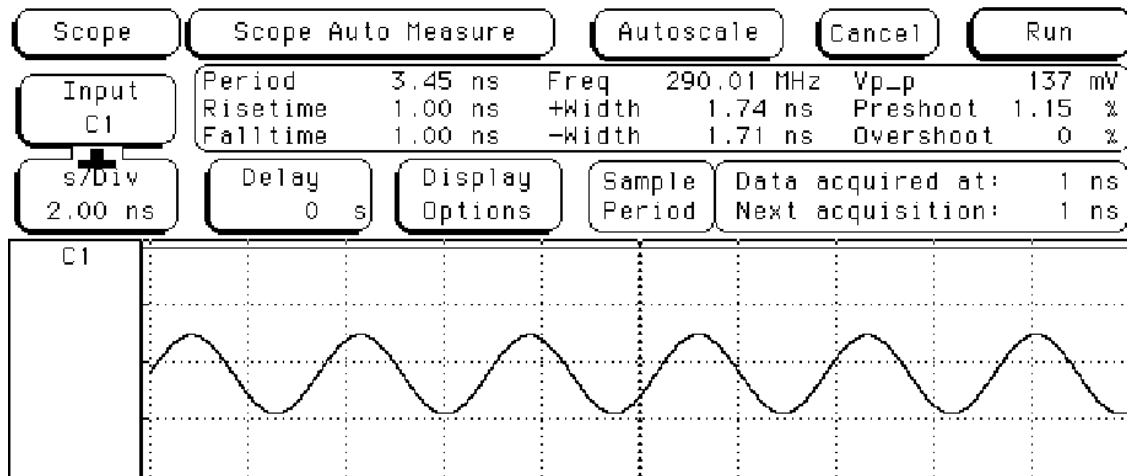 Scope Scope Auto Measure Autoscale Cancel Run
Input
C1
Period 3.45 ns Freq 290.01 MHz Vp_p 137 mV
Risetime 1.00 ns +Width 1.74 ns Preshoot 1.15 %
Falltime 1.00 ns -Width 1.71 ns Overshoot 0 %
s/Div
2.00 ns
Delay
0 s
Display
Options
Sample
Period
Data acquired at: 1 ns
Next acquisition: 1 ns
C1